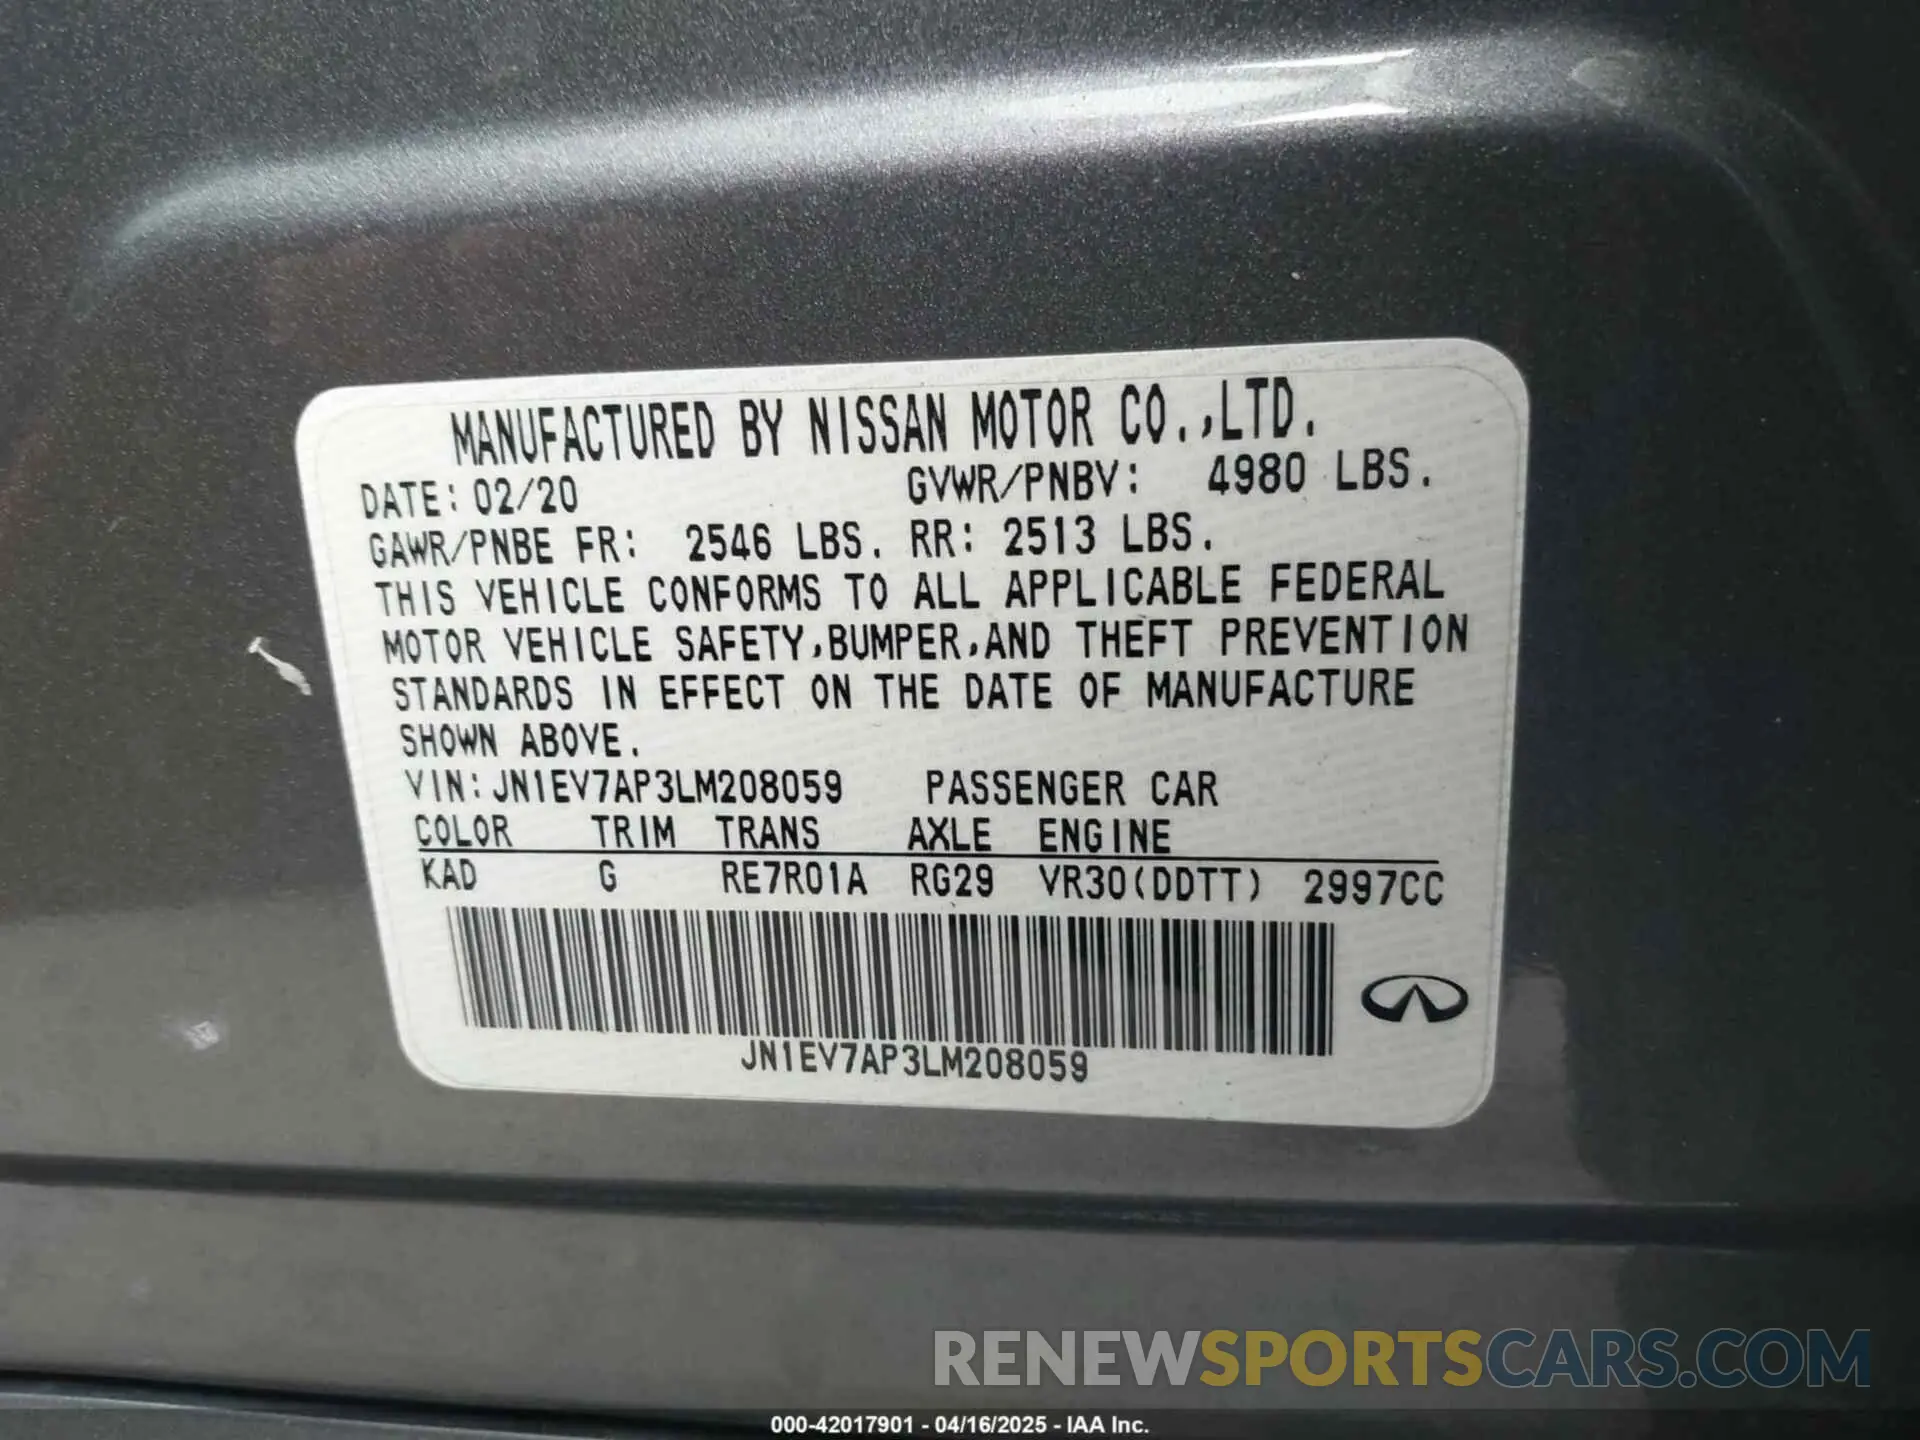 MANUFACTURED BY NISSAN MOTOR CO.,LTD.
DATE: 02/20 GVWR/PNBV: 4980 LBS.
GAWR/PNBE FR: 2546 LBS. RR: 2513 LBS.
THIS VEHICLE CONFORMS TO ALL APPLICABLE FEDERAL
MOTOR VEHICLE SAFETY,BUMPER,AND THEFT PREVENTION
STANDARDS IN EFFECT ON THE DATE OF MANUFACTURE
SHOWN ABOVE.
VIN: JN1EV7AP3LM208059 PASSENGER CAR
COLOR TRIM TRANS AXLE ENGINE
KAD G RE7R01A RG29 VR30(DDTT) 2997CC
JN1EV7AP3LM208059
RENEWSPORTSCARS.COM
000-42017901 - 04/16/2025 - IAA Inc.